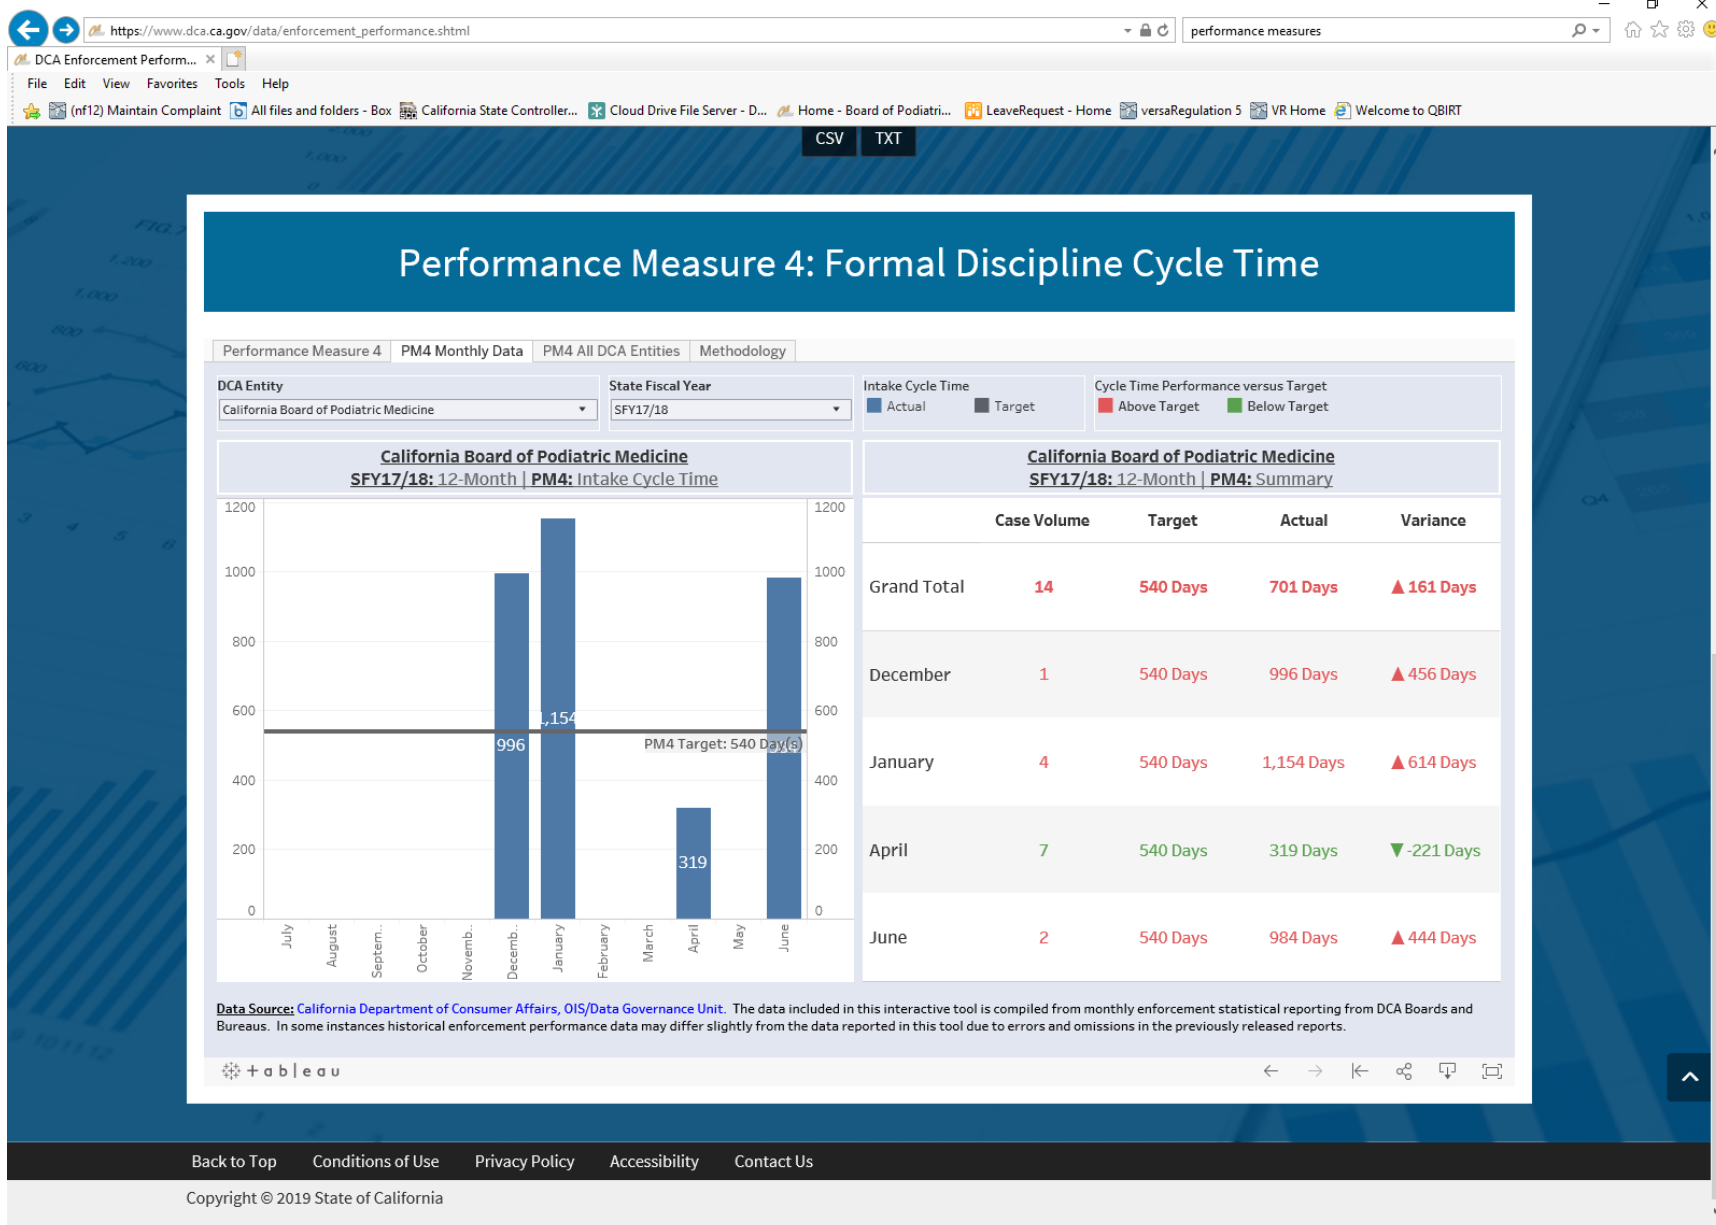 https://www.dca.ca.gov/data/enforcement_performance.shtml
performance measures
DCA Enforcement Perform...
File Edit View Favorites Tools Help
(nf12) Maintain Complaint All files and folders - Box California State Controller... Cloud Drive File Server - D... Home - Board of Podiatri... LeaveRequest - Home versaRegulation 5 VR Home Welcome to QBIRT
CSV TXT
Performance Measure 4: Formal Discipline Cycle Time
Performance Measure 4 PM4 Monthly Data PM4 All DCA Entities Methodology
DCA Entity
California Board of Podiatric Medicine
State Fiscal Year
SFY17/18
Intake Cycle Time
Actual Target
Cycle Time Performance versus Target
Above Target Below Target
California Board of Podiatric Medicine
SFY17/18: 12-Month | PM4: Intake Cycle Time
1200 1200
1000 1000
800 800
600 600
400 400
200 200
0 0
996
1,154
PM4 Target: 540 Day(s)
319
July August Septem.. October Novemb.. Decemb.. January February March April May June
California Board of Podiatric Medicine
SFY17/18: 12-Month | PM4: Summary
Case Volume Target Actual Variance
Grand Total 14 540 Days 701 Days ▲ 161 Days
December 1 540 Days 996 Days ▲ 456 Days
January 4 540 Days 1,154 Days ▲ 614 Days
April 7 540 Days 319 Days ▼ -221 Days
June 2 540 Days 984 Days ▲ 444 Days
Data Source: California Department of Consumer Affairs, OIS/Data Governance Unit. The data included in this interactive tool is compiled from monthly enforcement statistical reporting from DCA Boards and
Bureaus. In some instances historical enforcement performance data may differ slightly from the data reported in this tool due to errors and omissions in the previously released reports.
+ableau
Back to Top Conditions of Use Privacy Policy Accessibility Contact Us
Copyright © 2019 State of California